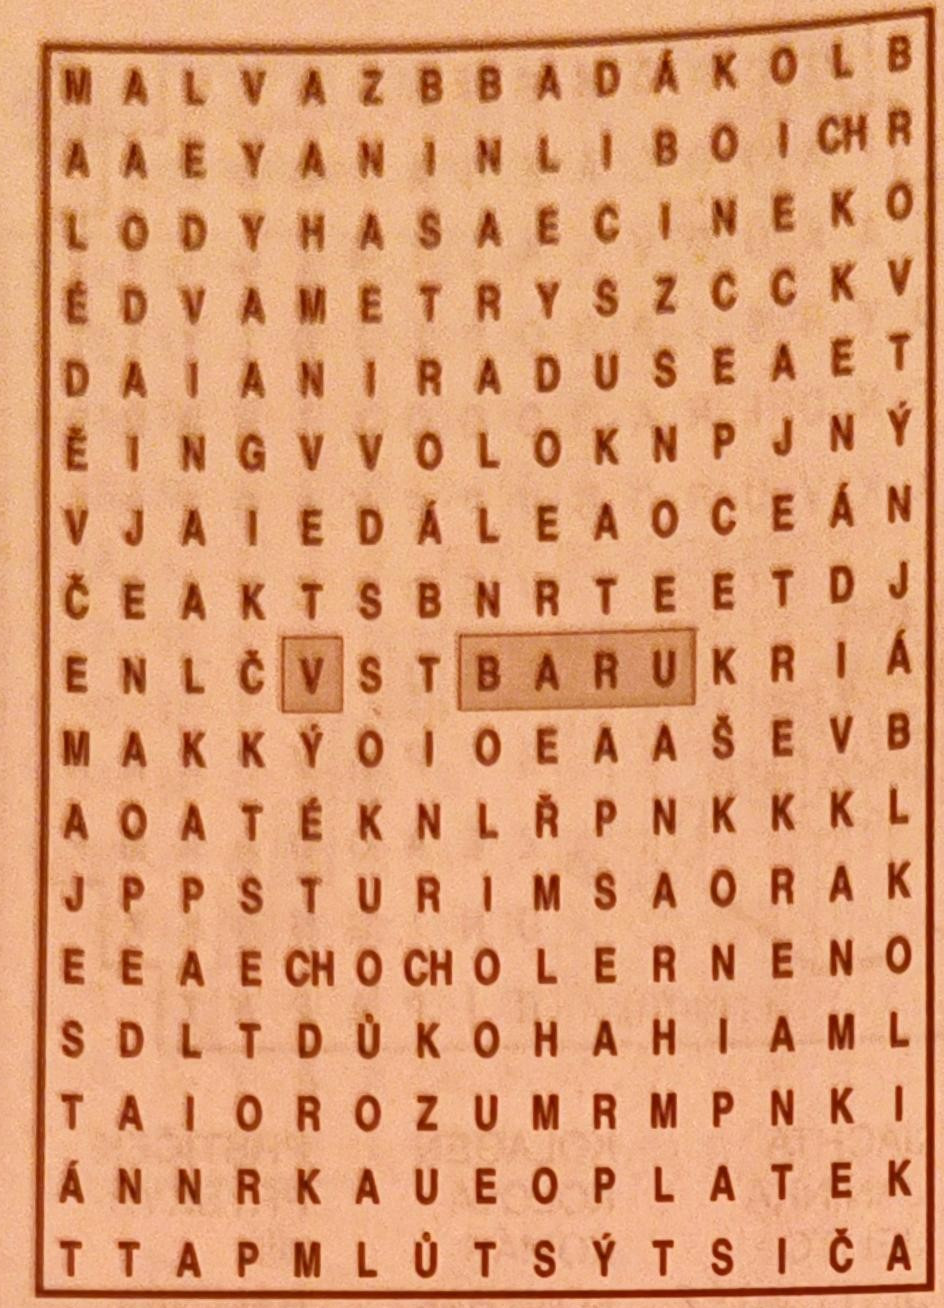 M A L V A Z B B A D Á K O L B
A A E Y A N I N L I B O I CH R
L O D Y H A S A E C I N E K O
É D V A M E T R Y S Z C C K V
D A I A N I R A D U S E A E T
Ě I N G V V O L O K N P J N Ý
V J A I E D Á L E A O C E Á N
Č E A K T S B N R T E E T D J
E N L Č V S T B A R U K R I Á
M A K K Ý O I O E A A Š E V B
A O A T É K N L Ř P N K K K L
J P P S T U R I M S A O R A K
E E A E CH O CH O L E R N E N O
S D L T D Ů K O H A H I A M L
T A I O R O Z U M R M P N K I
Á N N R K A U E O P L A T E K
T T A P M L Ů T S Ý T S I Č A